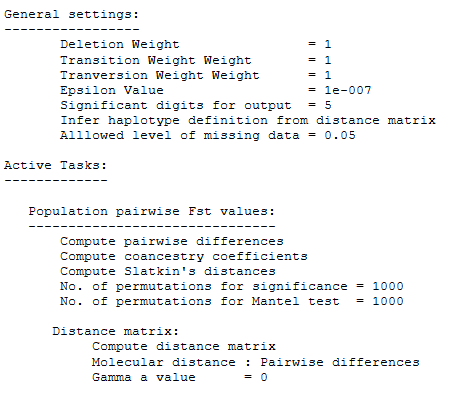 General settings:
-----------------
Deletion Weight = 1
Transition Weight Weight = 1
Tranversion Weight Weight = 1
Epsilon Value = 1e-007
Significant digits for output = 5
Infer haplotype definition from distance matrix
Alllowed level of missing data = 0.05
Active Tasks:
-------------
Population pairwise Fst values:
-------------------------------
Compute pairwise differences
Compute coancestry coefficients
Compute Slatkin's distances
No. of permutations for significance = 1000
No. of permutations for Mantel test = 1000
Distance matrix:
Compute distance matrix
Molecular distance : Pairwise differences
Gamma a value = 0